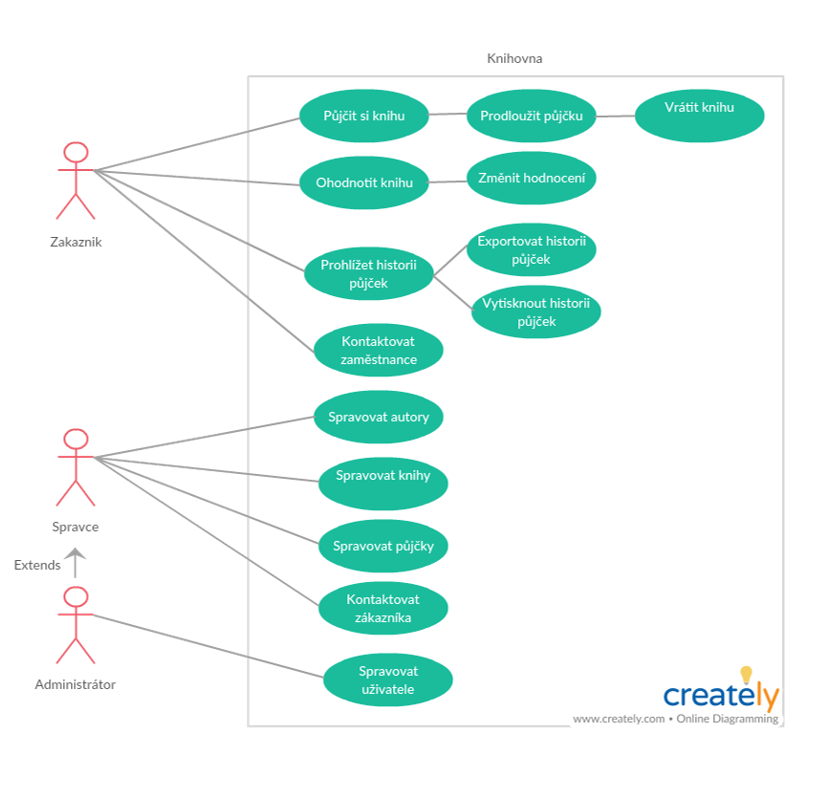 Knihovna
Půjčit si knihu
Prodloužit půjčku
Vrátit knihu
Ohodnotit knihu
Změnit hodnocení
Zakaznik
Prohlížet historii
půjček
Exportovat historii
půjček
Vytisknout historii
půjček
Kontaktovat
zaměstnance
Spravovat autory
Spravovat knihy
Spravce
Spravovat půjčky
Extends
Kontaktovat
zákazníka
Administrátor
Spravovat
uživatele
creately
www.creately.com • Online Diagramming